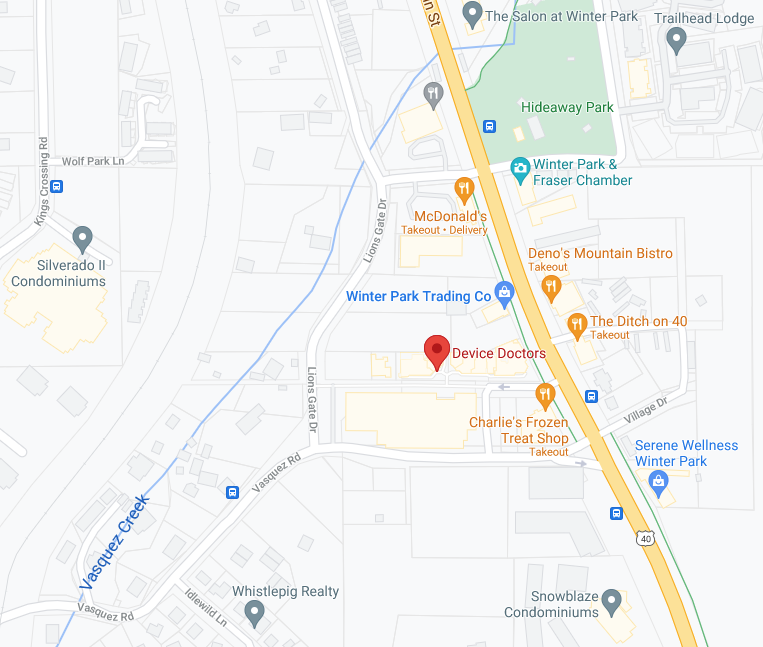 in St
The Salon at Winter Park
Trailhead Lodge
Hideaway Park
Wolf Park Ln
Kings Crossing Rd
Winter Park &
Fraser Chamber
McDonald's
Takeout • Delivery
Lions Gate Dr
Silverado II
Condominiums
Deno's Mountain Bistro
Takeout
Winter Park Trading Co
The Ditch on 40
Takeout
Device Doctors
Lions Gate Dr
Charlie's Frozen
Treat Shop
Takeout
Village Dr
Serene Wellness
Winter Park
Vasquez Rd
Vasquez Creek
40
Whistlepig Realty
Idlewild Ln
Vasquez Rd
Snowblaze
Condominiums